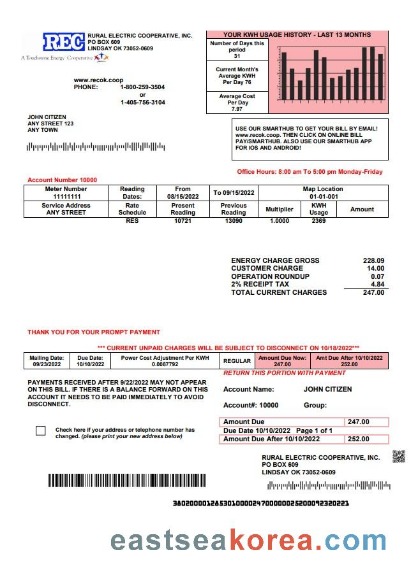 REC
RURAL ELECTRIC COOPERATIVE, INC.
PO BOX 609
LINDSAY OK 73052-0609
A Touchstone Energy Cooperative
www.recok.coop
PHONE: 1-800-259-3504
or
1-405-756-3104
YOUR KWH USAGE HISTORY - LAST 13 MONTHS
Number of Days this period
31
Current Month's Average KWH Per Day 76
Average Cost Per Day
7.97
JOHN CITIZEN
ANY STREET 123
ANY TOWN
USE OUR SMARTHUB TO GET YOUR BILL BY EMAIL!
www.recok.coop. THEN CLICK ON ONLINE BILL
PAY/SMARTHUB. ALSO USE OUR SMARTHUB APP
FOR IOS AND ANDROID!
Office Hours: 8:00 am To 5:00 pm Monday-Friday
Account Number 10000
Meter Number Reading Dates: From To 09/15/2022 Map Location
11111111 08/15/2022 01-01-001
Service Address Rate Schedule Present Reading Previous Reading Multiplier KWH Usage Amount
ANY STREET RES 10721 13090 1.0000 2369
ENERGY CHARGE GROSS 228.09
CUSTOMER CHARGE 14.00
OPERATION ROUNDUP 0.07
2% RECEIPT TAX 4.84
TOTAL CURRENT CHARGES 247.00
THANK YOU FOR YOUR PROMPT PAYMENT
*** CURRENT UNPAID CHARGES WILL BE SUBJECT TO DISCONNECT ON 10/18/2022***
Mailing Date: Due Date: Power Cost Adjustment Per KWH REGULAR Amount Due Now: Amt Due After 10/10/2022
09/23/2022 10/10/2022 0.0067792 247.00 252.00
RETURN THIS PORTION WITH PAYMENT
PAYMENTS RECEIVED AFTER 9/22/2022 MAY NOT APPEAR
ON THIS BILL. IF THERE IS A BALANCE FORWARD ON THIS
ACCOUNT IT NEEDS TO BE PAID IMMEDIATELY TO AVOID
DISCONNECT.
Account Name: JOHN CITIZEN
Account#: 10000 Group:
Amount Due 247.00
Due Date 10/10/2022 Page 1 of 1
Amount Due After 10/10/2022 252.00
Check here if your address or telephone number has
changed. (please print your new address below)
RURAL ELECTRIC COOPERATIVE, INC.
PO BOX 609
LINDSAY OK 73052-0609
eastseakorea.com